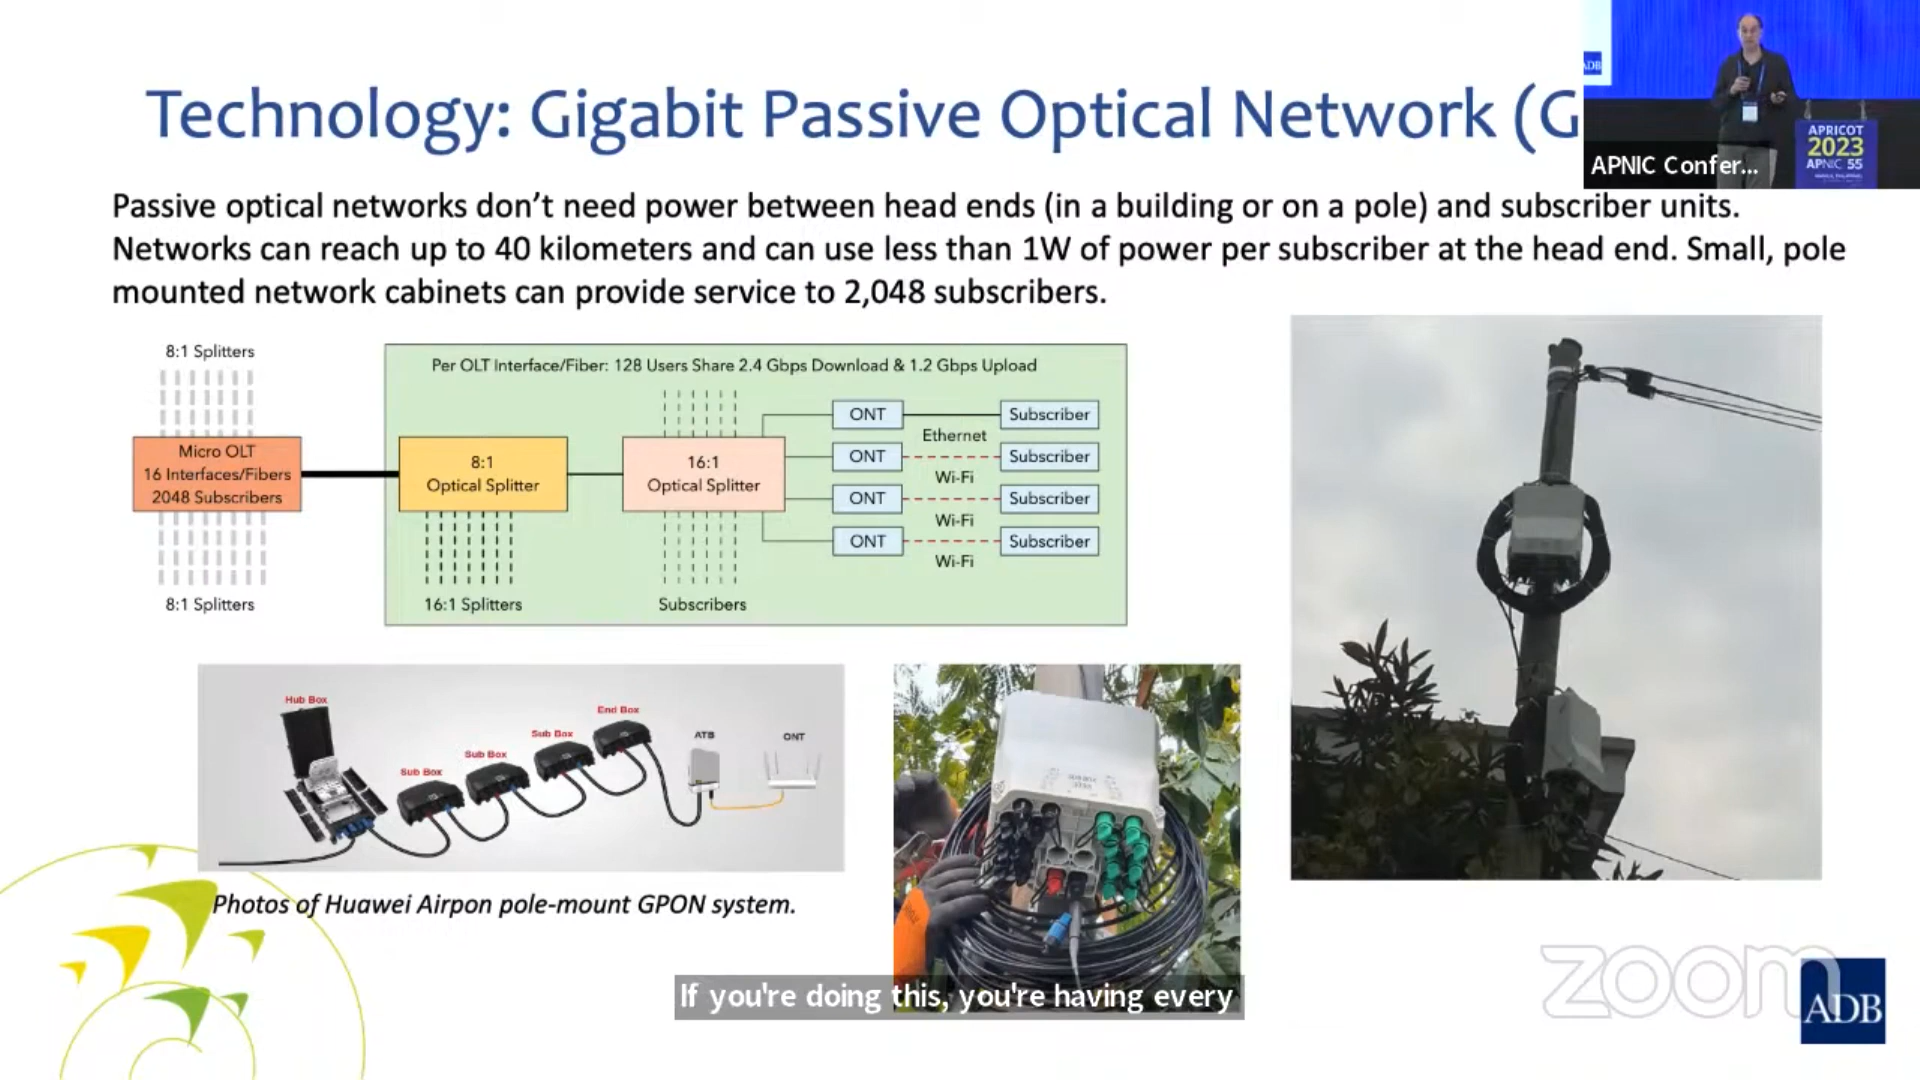 Technology: Gigabit Passive Optical Network (G
ADB
APRICOT
2023
APNIC 55
APNIC Confer...
Passive optical networks don't need power between head ends (in a building or on a pole) and subscriber units.
Networks can reach up to 40 kilometers and can use less than 1W of power per subscriber at the head end. Small, pole
mounted network cabinets can provide service to 2,048 subscribers.
8:1 Splitters
Micro OLT
16 Interfaces/Fibers
2048 Subscribers
8:1 Splitters
Per OLT Interface/Fiber: 128 Users Share 2.4 Gbps Download & 1.2 Gbps Upload
8:1
Optical Splitter
16:1 Splitters
16:1
Optical Splitter
Subscribers
ONT
Subscriber
Ethernet
ONT
Subscriber
Wi-Fi
ONT
Subscriber
Wi-Fi
ONT
Subscriber
Wi-Fi
Hub Box
Sub Box
Sub Box
Sub Box
End Box
ATB
ONT
Photos of Huawei Airpon pole-mount GPON system.
If you're doing this, you're having every
zoom
ADB